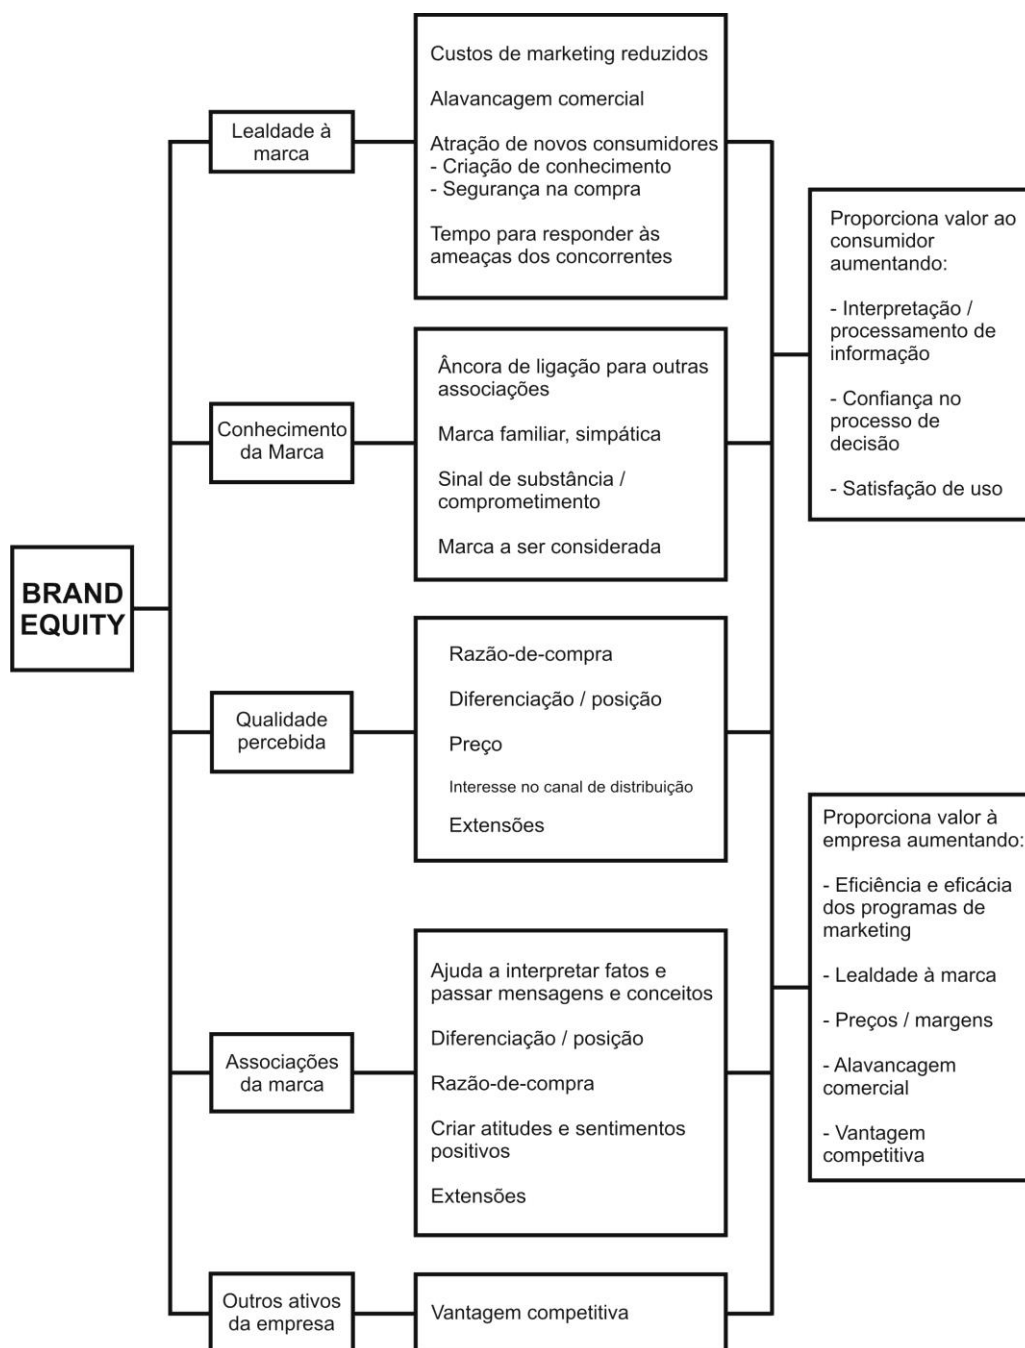 BRAND
EQUITY
Lealdade à
marca
Custos de marketing reduzidos
Alavancagem comercial
Atração de novos consumidores
- Criação de conhecimento
- Segurança na compra
Tempo para responder às
ameaças dos concorrentes
Conhecimento
da Marca
Âncora de ligação para outras
associações
Marca familiar, simpática
Sinal de substância /
comprometimento
Marca a ser considerada
Qualidade
percebida
Razão-de-compra
Diferenciação / posição
Preço
Interesse no canal de distribuição
Extensões
Associações
da marca
Ajuda a interpretar fatos e
passar mensagens e conceitos
Diferenciação / posição
Razão-de-compra
Criar atitudes e sentimentos
positivos
Extensões
Outros ativos
da empresa
Vantagem competitiva
Proporciona valor ao
consumidor
aumentando:
- Interpretação /
processamento de
informação
- Confiança no
processo de
decisão
- Satisfação de uso
Proporciona valor à
empresa aumentando:
- Eficiência e eficácia
dos programas de
marketing
- Lealdade à marca
- Preços / margens
- Alavancagem
comercial
- Vantagem
competitiva